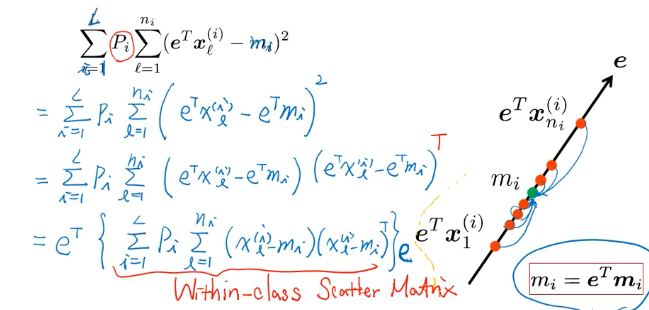 ∑_{i=1}^{L} P_i ∑_{ℓ=1}^{n_i} (e^T x_ℓ^{(i)} − m_i)^2
= ∑_{i=1}^{L} P_i ∑_{ℓ=1}^{n_i} (e^T x_ℓ^{(i)} − e^T m_i)^2
= ∑_{i=1}^{L} P_i ∑_{ℓ=1}^{n_i} (e^T x_ℓ^{(i)} − e^T m_i) (e^T x_ℓ^{(i)} − e^T m_i)^T
= e^T { ∑_{i=1}^{L} P_i ∑_{ℓ=1}^{n_i} (x_ℓ^{(i)} − m_i)(x_ℓ^{(i)} − m_i)^T } e
Within-class Scatter Matrix
e
e^T x_{n_i}^{(i)}
m_i
e^T x_1^{(i)}
m_i = e^T m_i